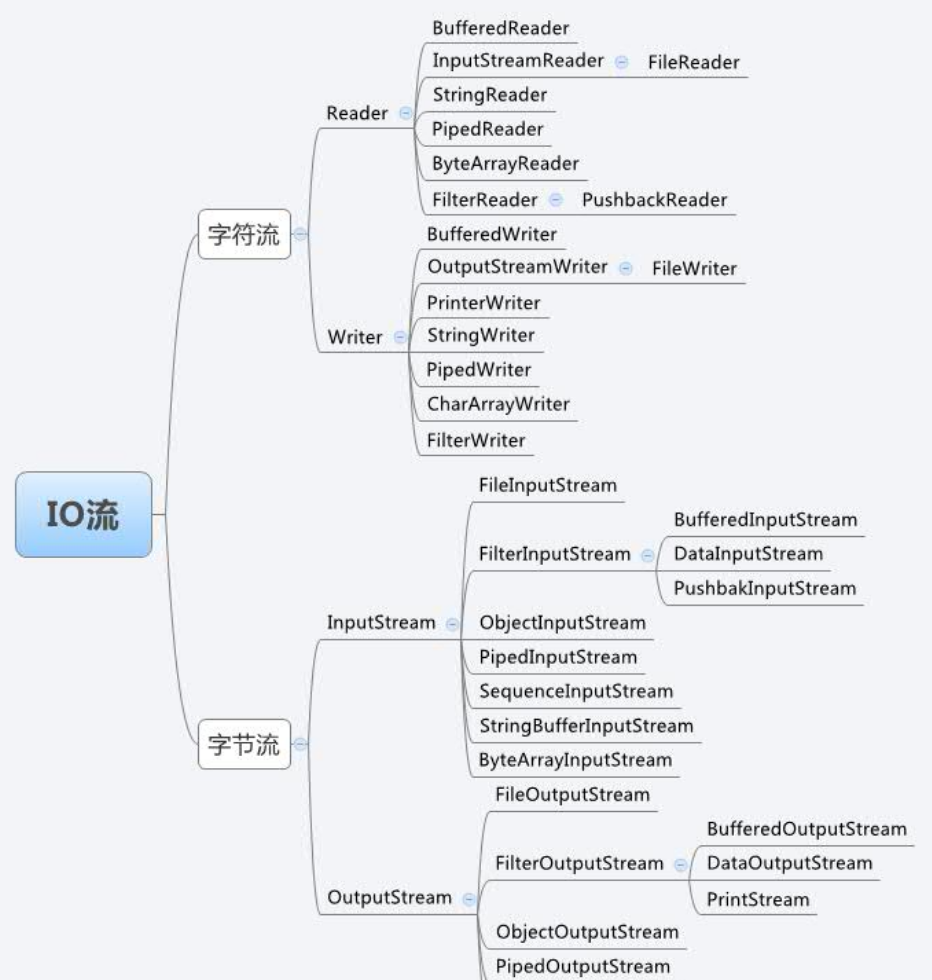 BufferedReader
InputStreamReader FileReader
StringReader
Reader
PipedReader
ByteArrayReader
FilterReader PushbackReader
字符流
BufferedWriter
OutputStreamWriter FileWriter
PrinterWriter
Writer
StringWriter
PipedWriter
CharArrayWriter
FilterWriter
IO流
FileInputStream
FilterInputStream
BufferedInputStream
DataInputStream
PushbakInputStream
InputStream
ObjectInputStream
PipedInputStream
SequenceInputStream
StringBufferInputStream
ByteArrayInputStream
字节流
FileOutputStream
FilterOutputStream
BufferedOutputStream
DataOutputStream
PrintStream
OutputStream
ObjectOutputStream
PipedOutputStream